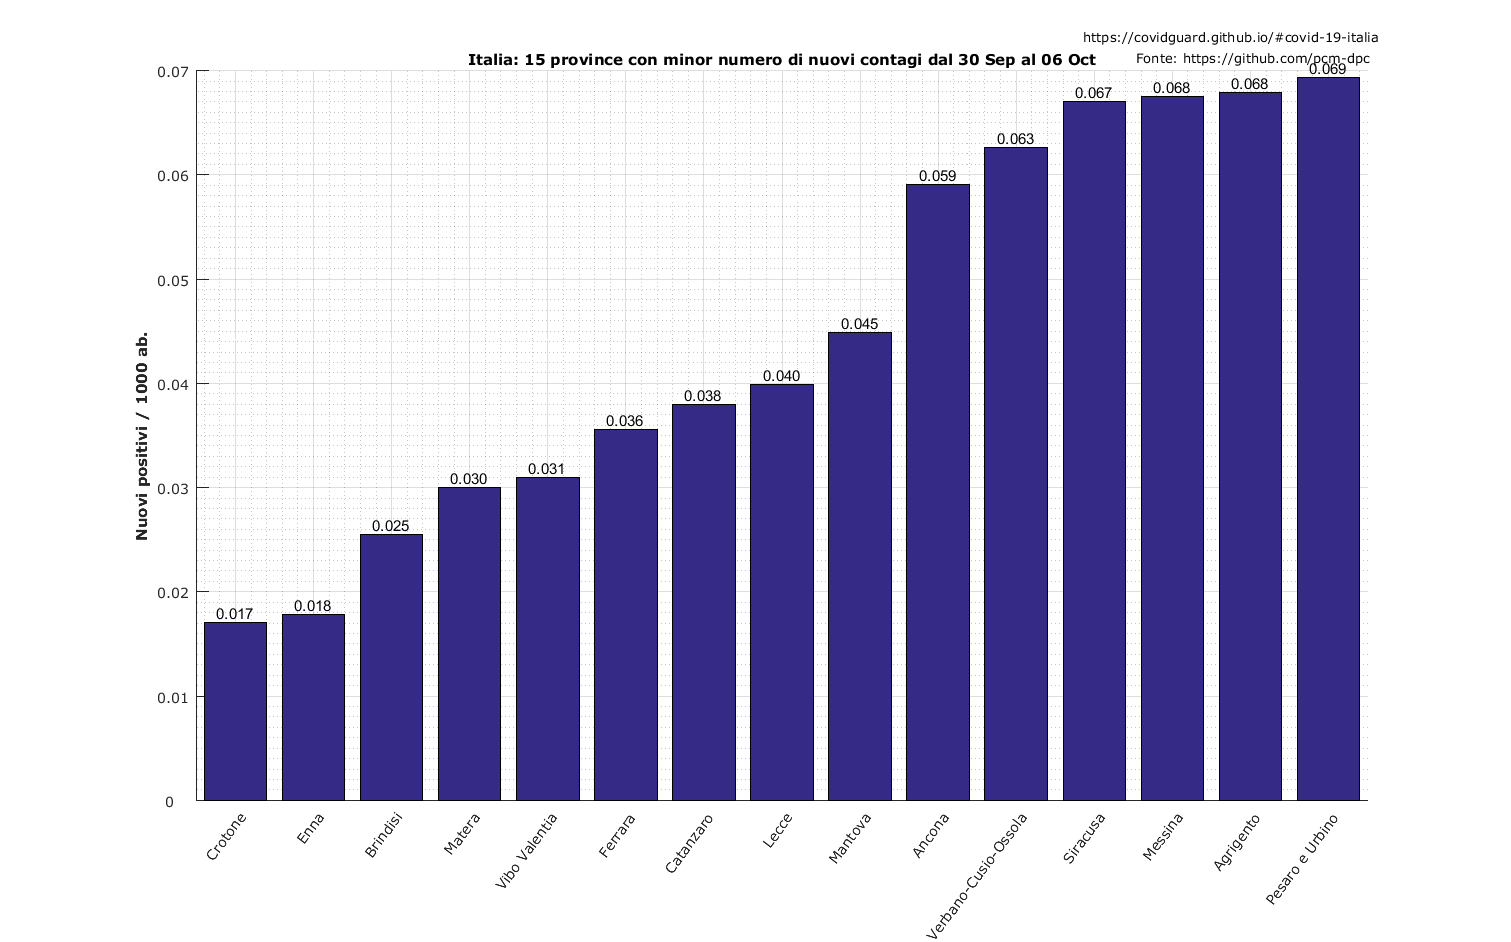 https://covidguard.github.io/#covid-19-italia
Italia: 15 province con minor numero di nuovi contagi dal 30 Sep al 06 Oct
Fonte: https://github.com/pcm-dpc
Nuovi positivi / 1000 ab.
0.07
0.06
0.05
0.04
0.03
0.02
0.01
0
0.017
0.018
0.025
0.030
0.031
0.036
0.038
0.040
0.045
0.059
0.063
0.067
0.068
0.068
0.069
Crotone
Enna
Brindisi
Matera
Vibo Valentia
Ferrara
Catanzaro
Lecce
Mantova
Ancona
Verbano-Cusio-Ossola
Siracusa
Messina
Agrigento
Pesaro e Urbino